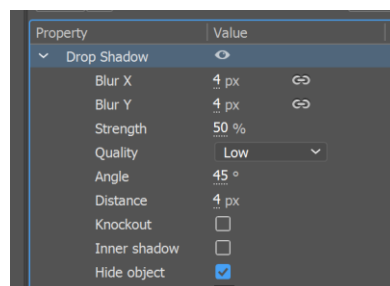 Property Value
Drop Shadow
Blur X 4 px
Blur Y 4 px
Strength 50 %
Quality Low
Angle 45 °
Distance 4 px
Knockout
Inner shadow
Hide object